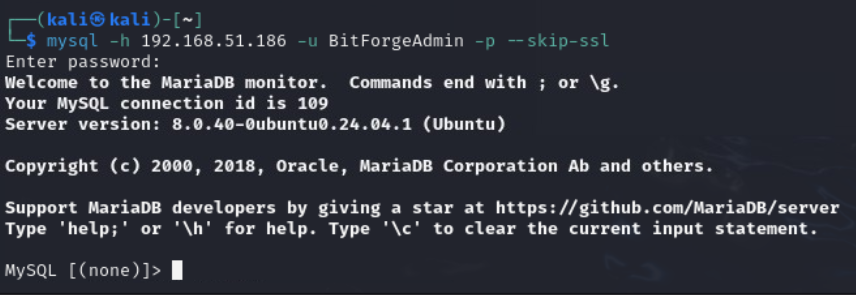 ┌──(kali㉿kali)-[~]
└─$ mysql -h 192.168.51.186 -u BitForgeAdmin -p --skip-ssl
Enter password:
Welcome to the MariaDB monitor.  Commands end with ; or \g.
Your MySQL connection id is 109
Server version: 8.0.40-0ubuntu0.24.04.1 (Ubuntu)
Copyright (c) 2000, 2018, Oracle, MariaDB Corporation Ab and others.
Support MariaDB developers by giving a star at https://github.com/MariaDB/server
Type 'help;' or '\h' for help. Type '\c' to clear the current input statement.
MySQL [(none)]>